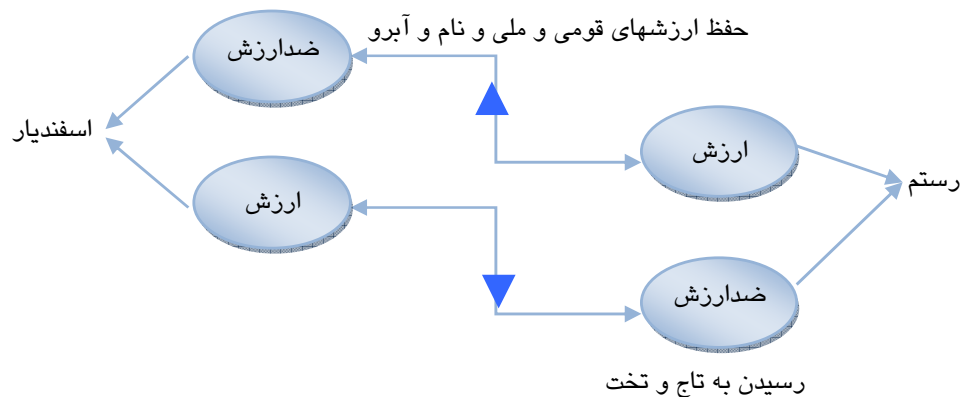 حفظ ارزشهای قومی و ملی و نام و آبرو
ضدارزش
اسفندیار
ارزش
ارزش
رستم
ضدارزش
رسیدن به تاج و تخت